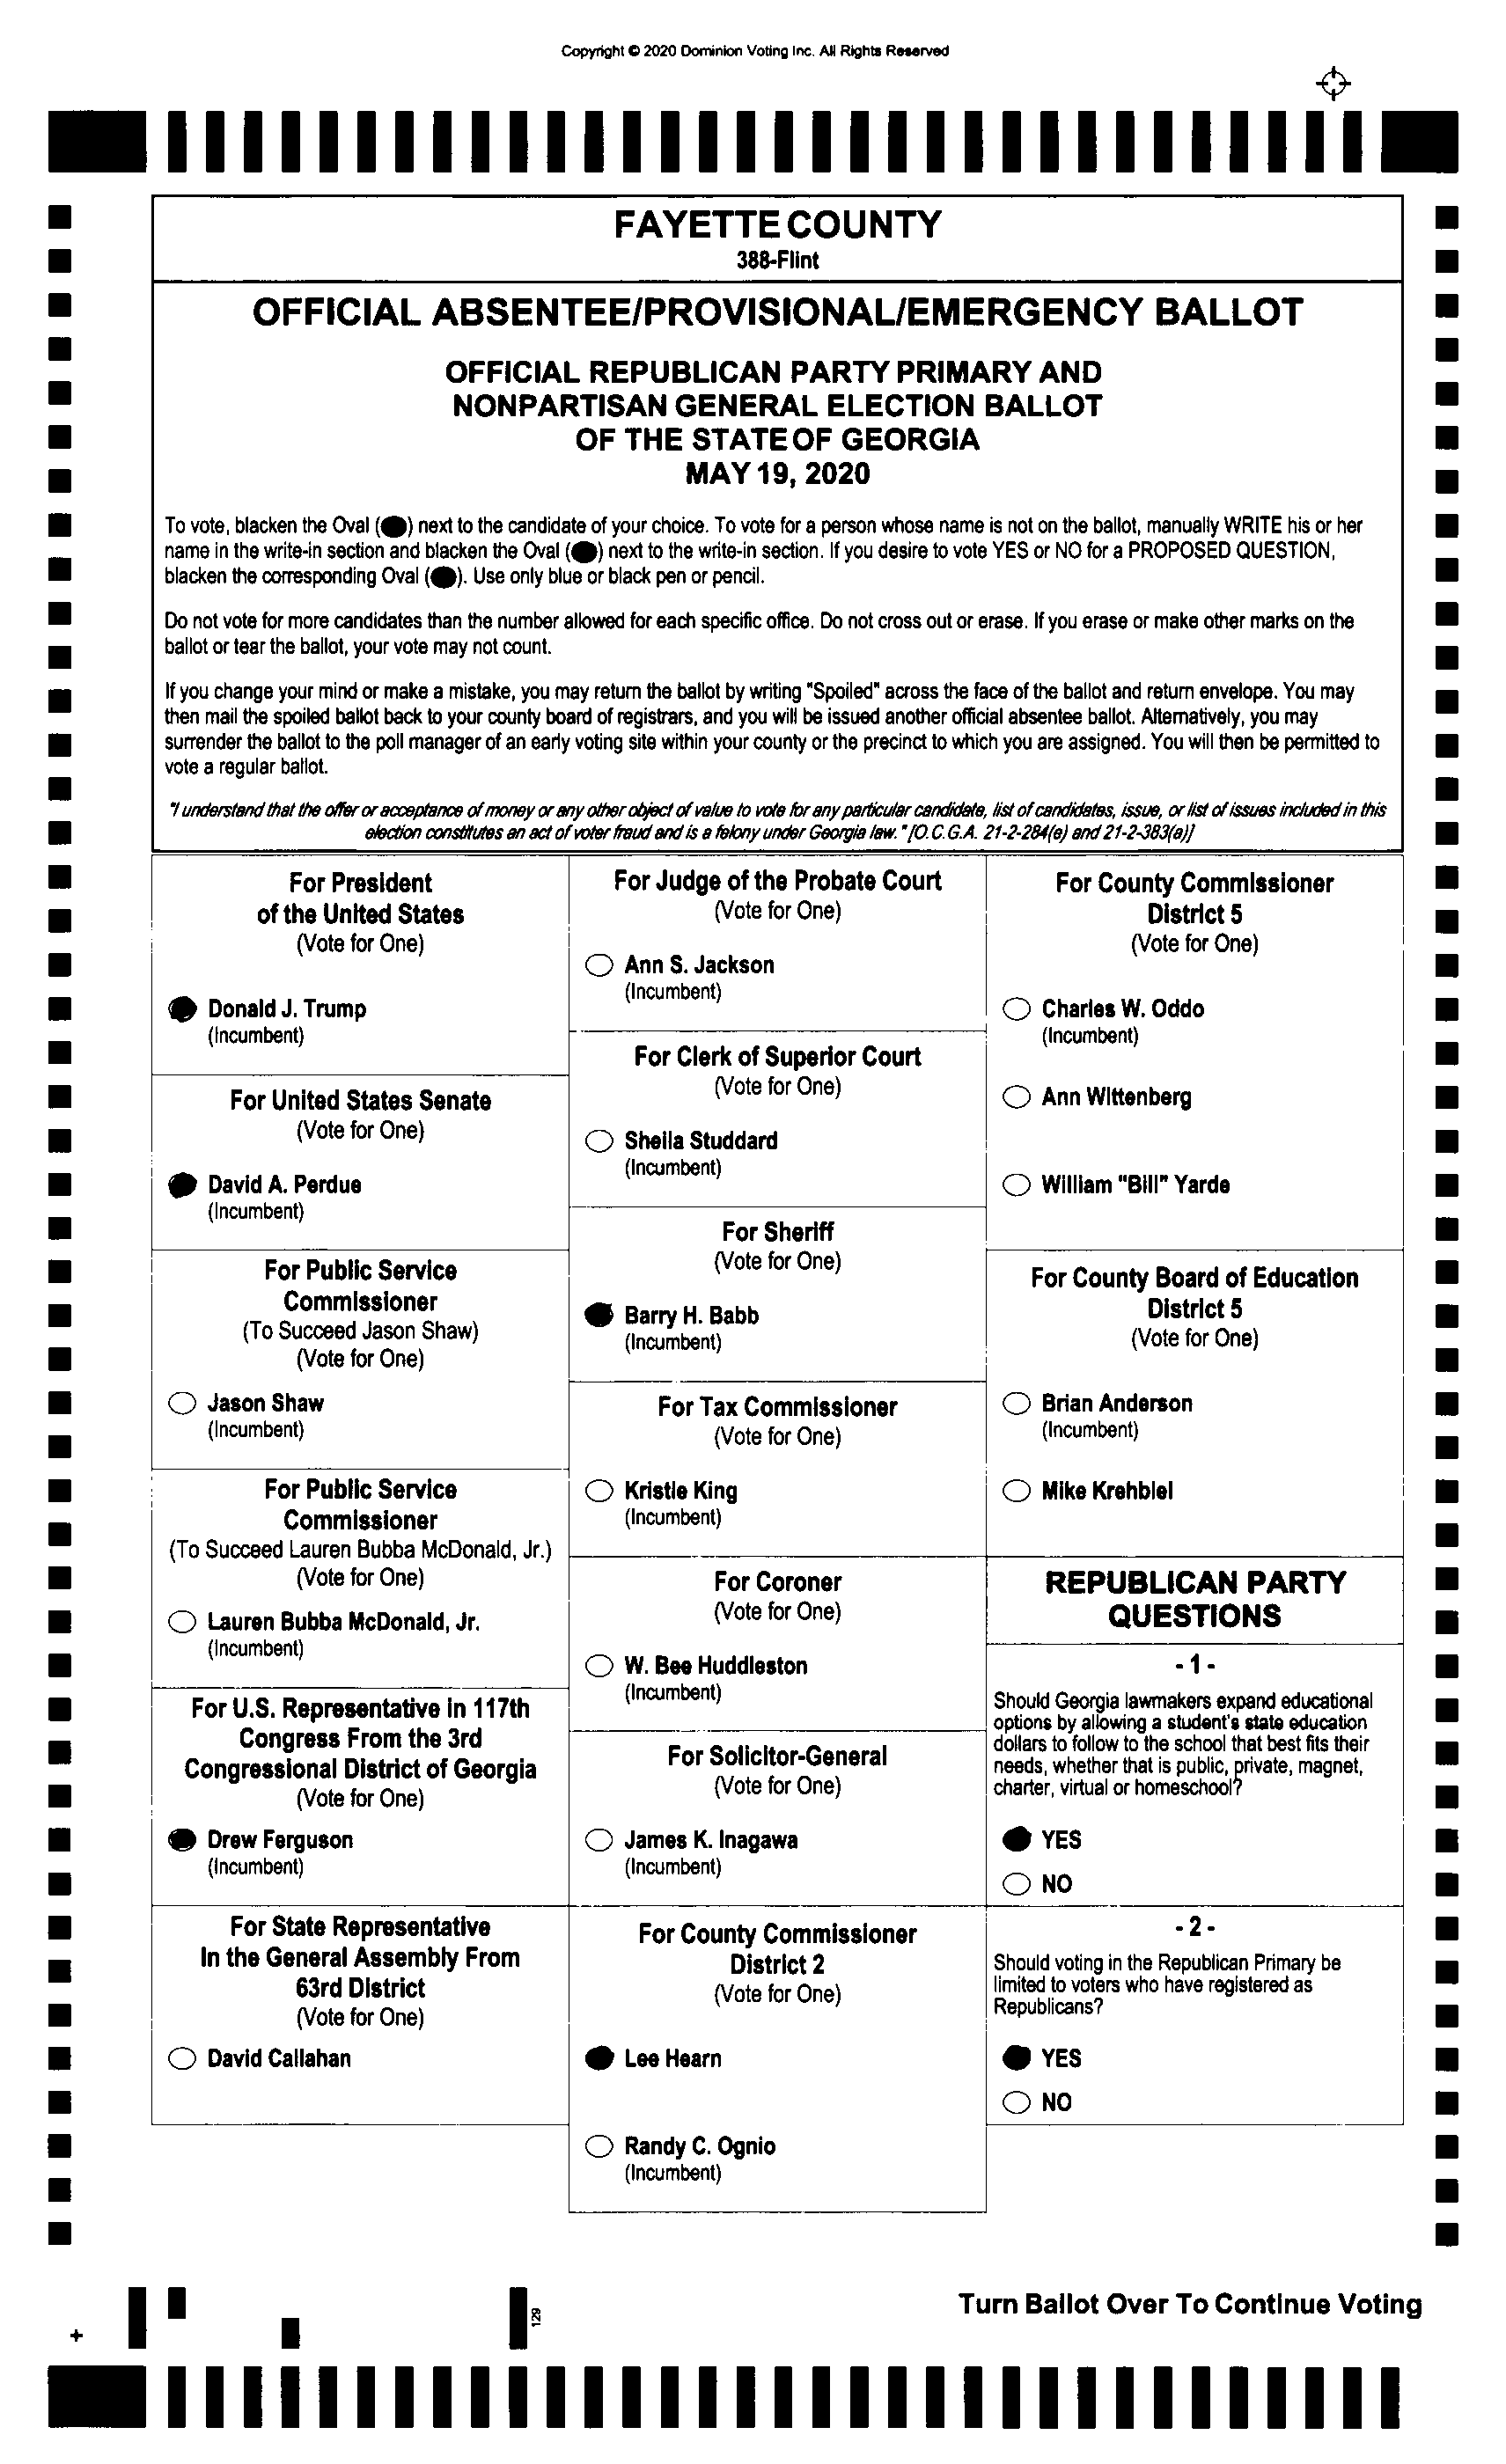 Copyright © 2020 Dominion Voting Inc. All Rights Reserved
FAYETTE COUNTY
388-Flint
OFFICIAL ABSENTEE/PROVISIONAL/EMERGENCY BALLOT
OFFICIAL REPUBLICAN PARTY PRIMARY AND
NONPARTISAN GENERAL ELECTION BALLOT
OF THE STATE OF GEORGIA
MAY 19, 2020
To vote, blacken the Oval (●) next to the candidate of your choice. To vote for a person whose name is not on the ballot, manually WRITE his or her
name in the write-in section and blacken the Oval (●) next to the write-in section. If you desire to vote YES or NO for a PROPOSED QUESTION,
blacken the corresponding Oval (●). Use only blue or black pen or pencil.
Do not vote for more candidates than the number allowed for each specific office. Do not cross out or erase. If you erase or make other marks on the
ballot or tear the ballot, your vote may not count.
If you change your mind or make a mistake, you may return the ballot by writing "Spoiled" across the face of the ballot and return envelope. You may
then mail the spoiled ballot back to your county board of registrars, and you will be issued another official absentee ballot. Alternatively, you may
surrender the ballot to the poll manager of an early voting site within your county or the precinct to which you are assigned. You will then be permitted to
vote a regular ballot.
"I understand that the offer or acceptance of money or any other object of value to vote for any particular candidate, list of candidates, issue, or list of issues included in this
election constitutes an act of voter fraud and is a felony under Georgia law." [O.C.G.A. 21-2-284(e) and 21-2-383(a)]
For President
of the United States
(Vote for One)
Donald J. Trump
(Incumbent)
For United States Senate
(Vote for One)
David A. Perdue
(Incumbent)
For Public Service
Commissioner
(To Succeed Jason Shaw)
(Vote for One)
Jason Shaw
(Incumbent)
For Public Service
Commissioner
(To Succeed Lauren Bubba McDonald, Jr.)
(Vote for One)
Lauren Bubba McDonald, Jr.
(Incumbent)
For U.S. Representative in 117th
Congress From the 3rd
Congressional District of Georgia
(Vote for One)
Drew Ferguson
(Incumbent)
For State Representative
In the General Assembly From
63rd District
(Vote for One)
David Callahan
For Judge of the Probate Court
(Vote for One)
Ann S. Jackson
(Incumbent)
For Clerk of Superior Court
(Vote for One)
Sheila Studdard
(Incumbent)
For Sheriff
(Vote for One)
Barry H. Babb
(Incumbent)
For Tax Commissioner
(Vote for One)
Kristie King
(Incumbent)
For Coroner
(Vote for One)
W. Bee Huddleston
(Incumbent)
For Solicitor-General
(Vote for One)
James K. Inagawa
(Incumbent)
For County Commissioner
District 2
(Vote for One)
Lee Hearn
Randy C. Ognio
(Incumbent)
For County Commissioner
District 5
(Vote for One)
Charles W. Oddo
(Incumbent)
Ann Wittenberg
William "Bill" Yarde
For County Board of Education
District 5
(Vote for One)
Brian Anderson
(Incumbent)
Mike Krehbiel
REPUBLICAN PARTY
QUESTIONS
- 1 -
Should Georgia lawmakers expand educational
options by allowing a student's state education
dollars to follow to the school that best fits their
needs, whether that is public, private, magnet,
charter, virtual or homeschool?
YES
NO
- 2 -
Should voting in the Republican Primary be
limited to voters who have registered as
Republicans?
YES
NO
Turn Ballot Over To Continue Voting
129